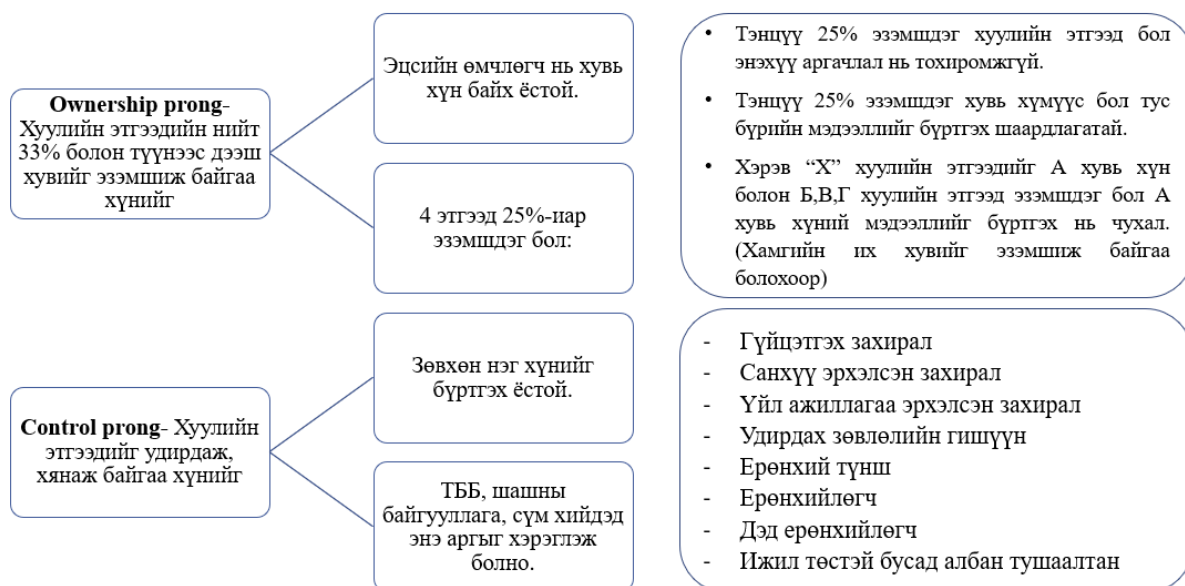 Ownership prong-
Хуулийн этгээдийн нийт
33% болон түүнээс дээш
хувийг эзэмшиж байгаа
хүнийг
Эцсийн өмчлөгч нь хувь
хүн байх ёстой.
4 этгээд 25%-иар
эзэмшдэг бол:
• Тэнцүү 25% эзэмшдэг хуулийн этгээд бол
энэхүү аргачлал нь тохиромжгүй.
• Тэнцүү 25% эзэмшдэг хувь хүмүүс бол тус
бүрийн мэдээллийг бүртгэх шаардлагатай.
• Хэрэв “Х” хуулийн этгээдийг А хувь хүн
болон Б,В,Г хуулийн этгээд эзэмшдэг бол А
хувь хүний мэдээллийг бүртгэх нь чухал.
(Хамгийн их хувийг эзэмшиж байгаа
болохоор)
Control prong- Хуулийн
этгээдийг удирдаж,
хянаж байгаа хүнийг
Зөвхөн нэг хүнийг
бүртгэх ёстой.
ТББ, шашны
байгууллага, сүм хийдэд
энэ аргыг хэрэглэж
болно.
- Гүйцэтгэх захирал
- Санхүү эрхэлсэн захирал
- Үйл ажиллагаа эрхэлсэн захирал
- Удирдах зөвлөлийн гишүүн
- Ерөнхий түнш
- Ерөнхийлөгч
- Дэд ерөнхийлөгч
- Ижил төстэй бусад албан тушаалтан